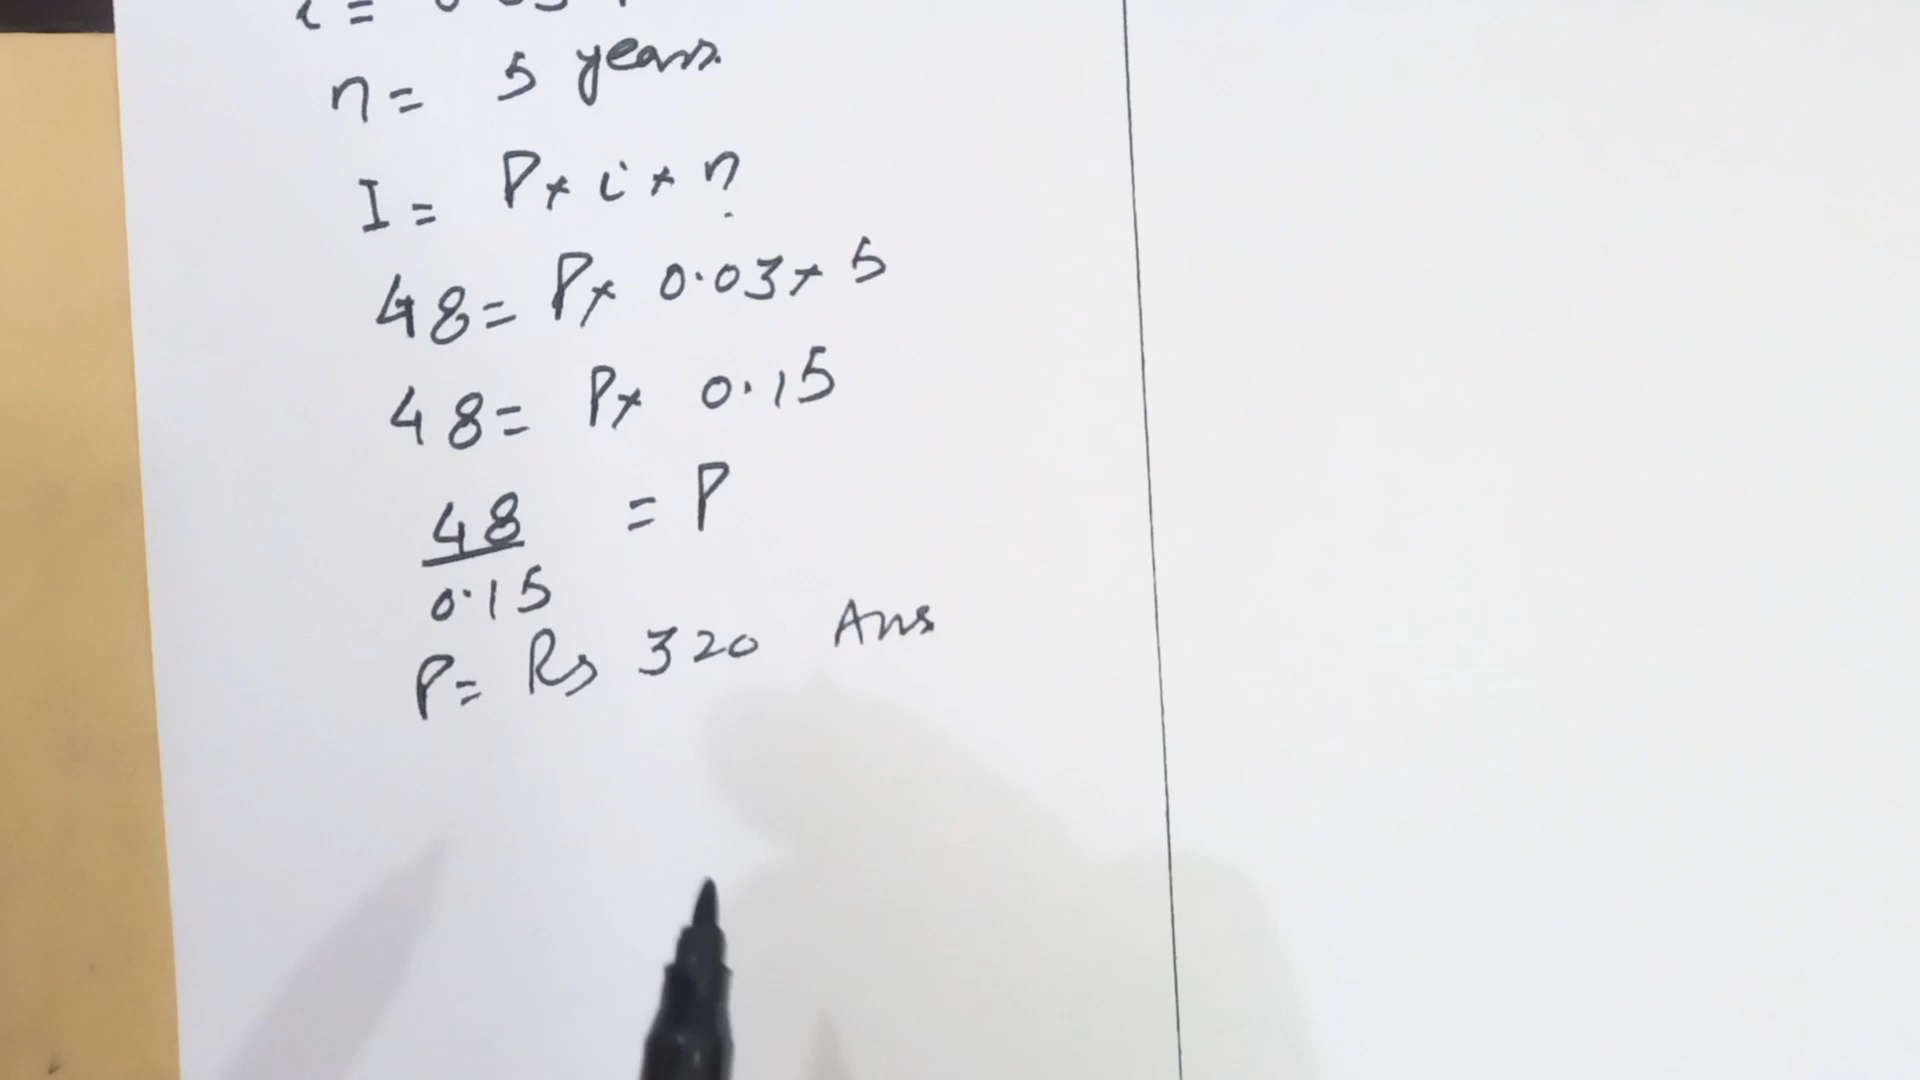 n = 5 years.
I = P × i × n
48 = P × 0.03 × 5
48 = P × 0.15
48 = P
0.15
P = Rs 320 Ans